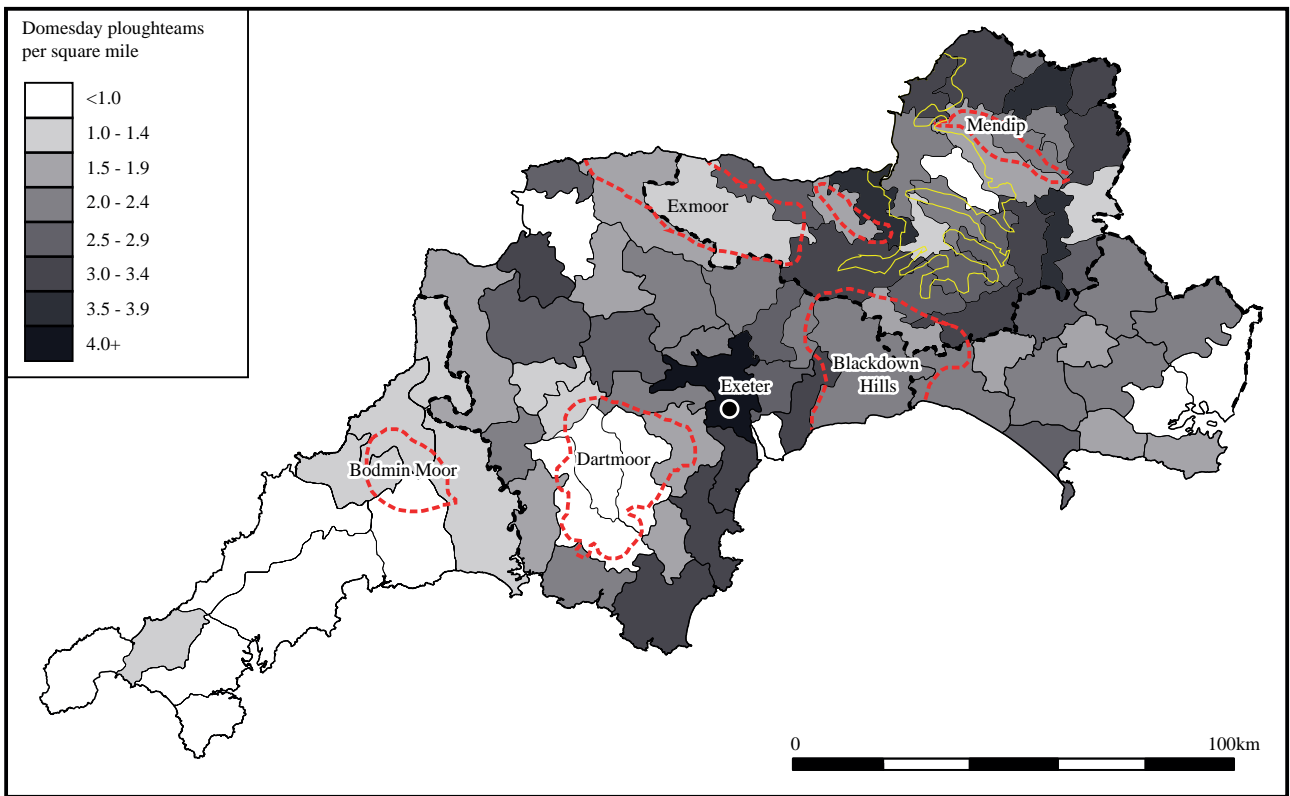 Domesday ploughteams
per square mile
<1.0
1.0 - 1.4
1.5 - 1.9
2.0 - 2.4
2.5 - 2.9
3.0 - 3.4
3.5 - 3.9
4.0+
Mendip
Exmoor
Blackdown
Hills
Exeter
Dartmoor
Bodmin Moor
0
100km